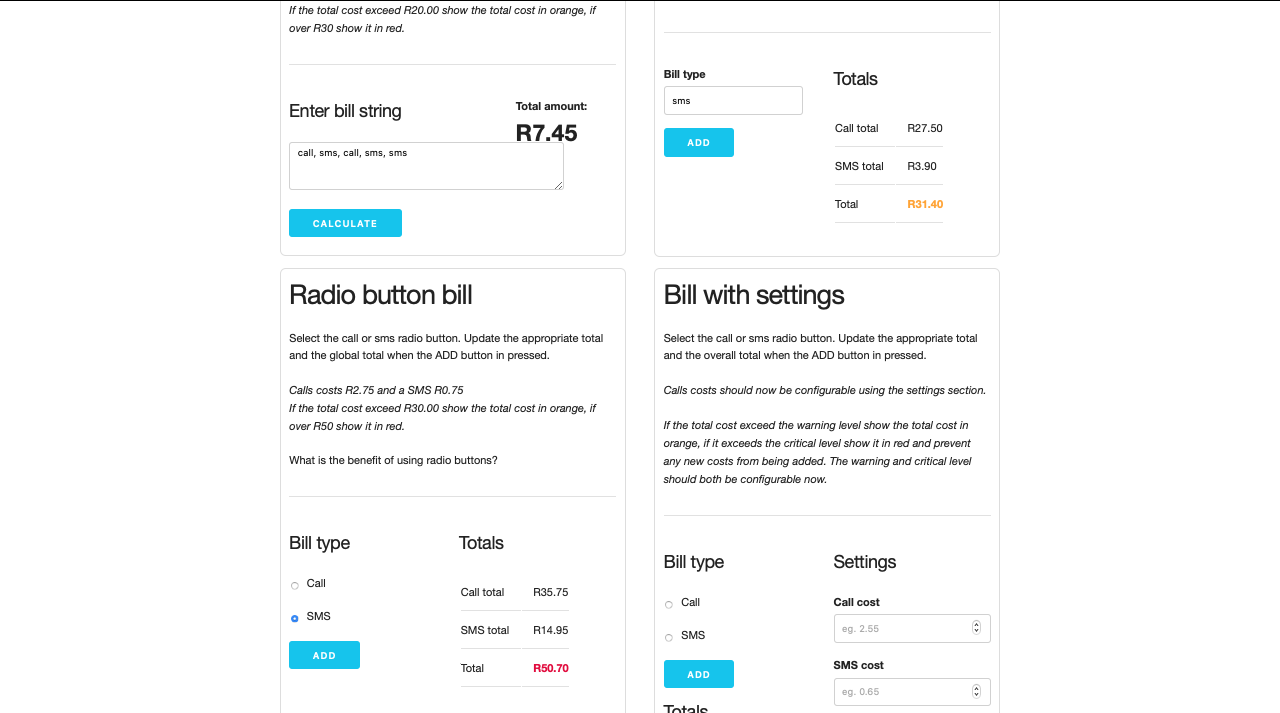 If the total cost exceed R20.00 show the total cost in orange, if
over R30 show it in red.
Enter bill string
Total amount:
R7.45
call, sms, call, sms, sms
CALCULATE
Bill type
sms
ADD
Totals
Call total R27.50
SMS total R3.90
Total R31.40
Radio button bill
Select the call or sms radio button. Update the appropriate total
and the global total when the ADD button in pressed.
Calls costs R2.75 and a SMS R0.75
If the total cost exceed R30.00 show the total cost in orange, if
over R50 show it in red.
What is the benefit of using radio buttons?
Bill type
Call
SMS
ADD
Totals
Call total R35.75
SMS total R14.95
Total R50.70
Bill with settings
Select the call or sms radio button. Update the appropriate total
and the overall total when the ADD button in pressed.
Calls costs should now be configurable using the settings section.
If the total cost exceed the warning level show the total cost in
orange, if it exceeds the critical level show it in red and prevent
any new costs from being added. The warning and critical level
should both be configurable now.
Bill type
Call
SMS
ADD
Totals
Settings
Call cost
eg. 2.55
SMS cost
eg. 0.65